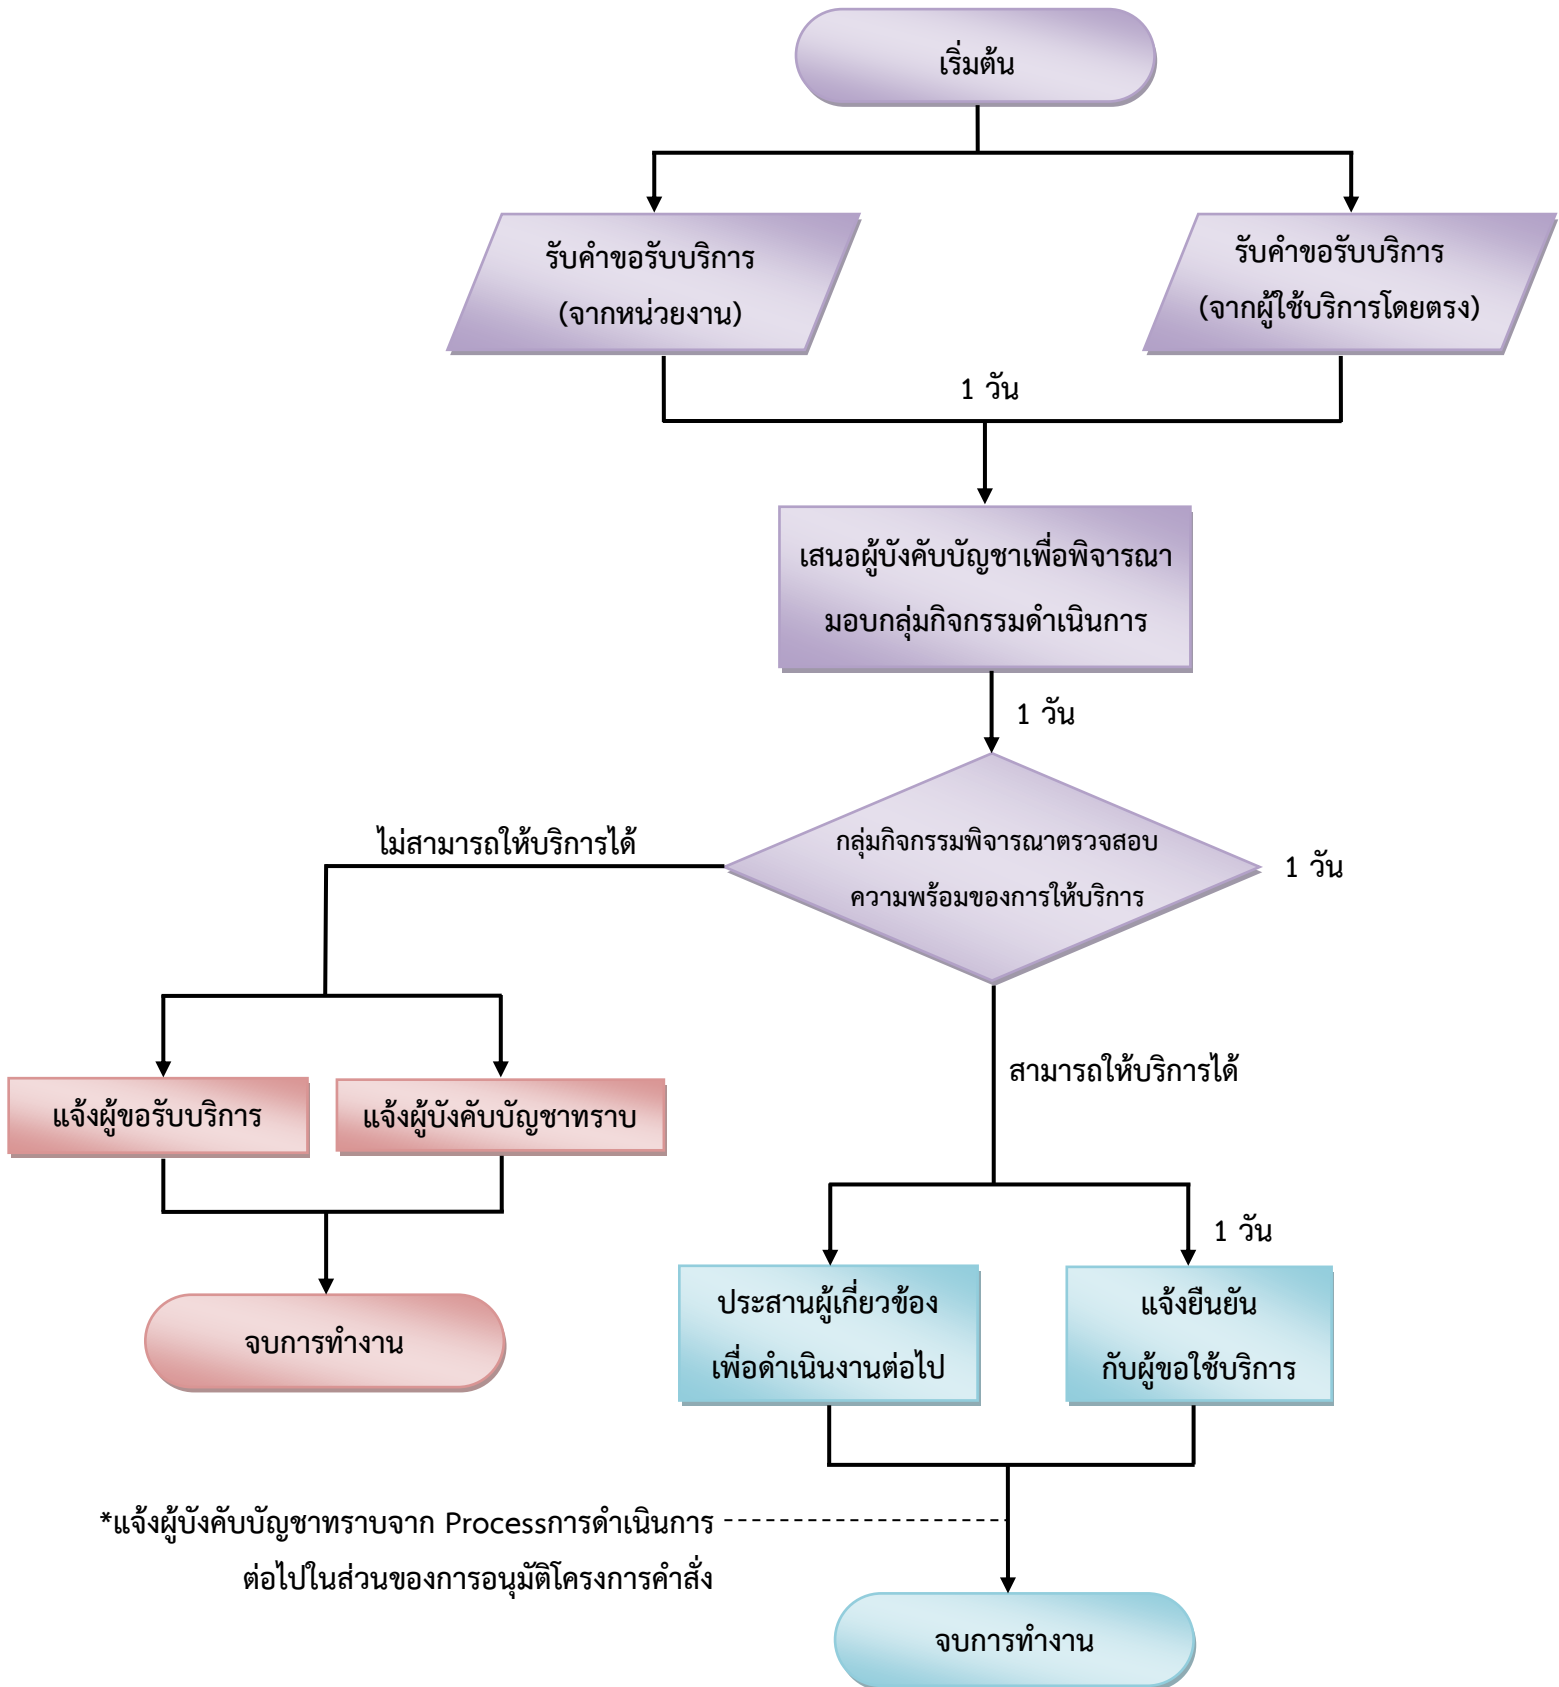 เริ่มต้น
รับคำขอรับบริการ
(จากหน่วยงาน)
รับคำขอรับบริการ
(จากผู้ใช้บริการโดยตรง)
1 วัน
เสนอผู้บังคับบัญชาเพื่อพิจารณา
มอบกลุ่มกิจกรรมดำเนินการ
1 วัน
กลุ่มกิจกรรมพิจารณาตรวจสอบ
ความพร้อมของการให้บริการ
1 วัน
ไม่สามารถให้บริการได้
สามารถให้บริการได้
แจ้งผู้ขอรับบริการ
แจ้งผู้บังคับบัญชาทราบ
จบการทำงาน
1 วัน
ประสานผู้เกี่ยวข้อง
เพื่อดำเนินงานต่อไป
แจ้งยืนยัน
กับผู้ขอใช้บริการ
*แจ้งผู้บังคับบัญชาทราบจาก Processการดำเนินการ
ต่อไปในส่วนของการอนุมัติโครงการคำสั่ง
จบการทำงาน